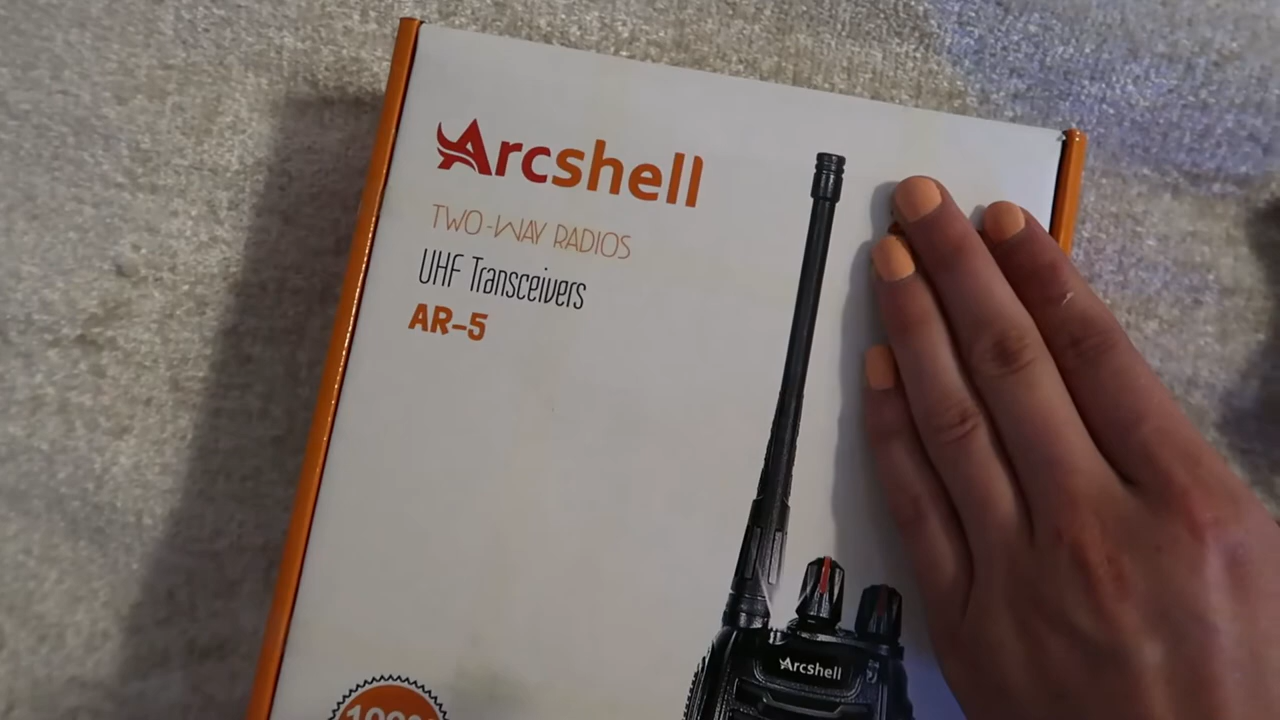 Arcshell
TWO-WAY RADIOS
UHF Transceivers
AR-5
Arcshell